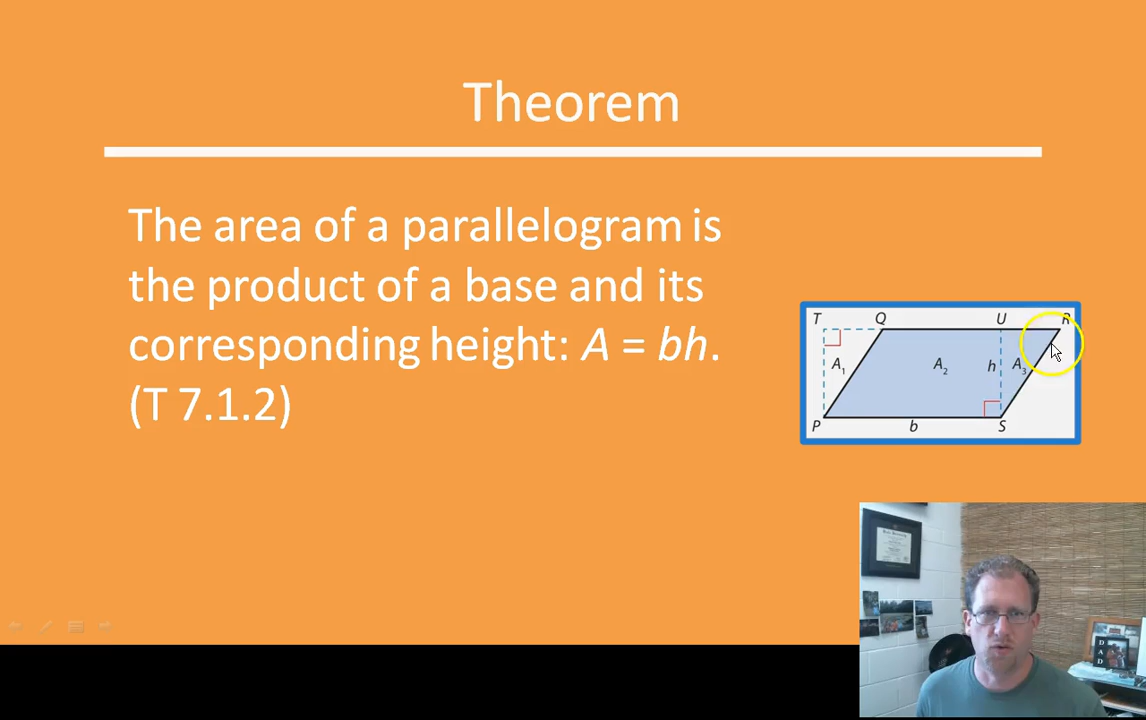 Theorem
The area of a parallelogram is
the product of a base and its
corresponding height: A = bh.
(T 7.1.2)
T Q U R
A1 A2 h A3
P b S
DAD